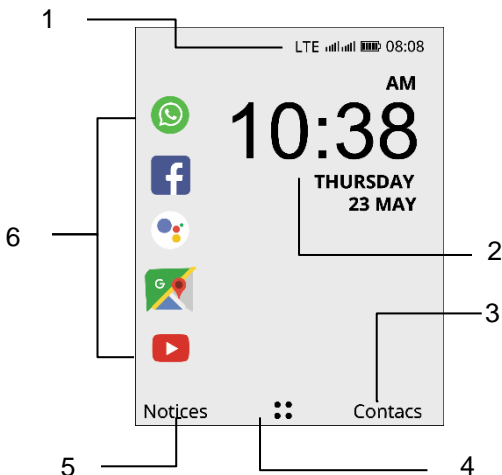 1
LTE 08:08
AM
10:38
THURSDAY
23 MAY
6
2
G
3
Notices Contacs
5
4